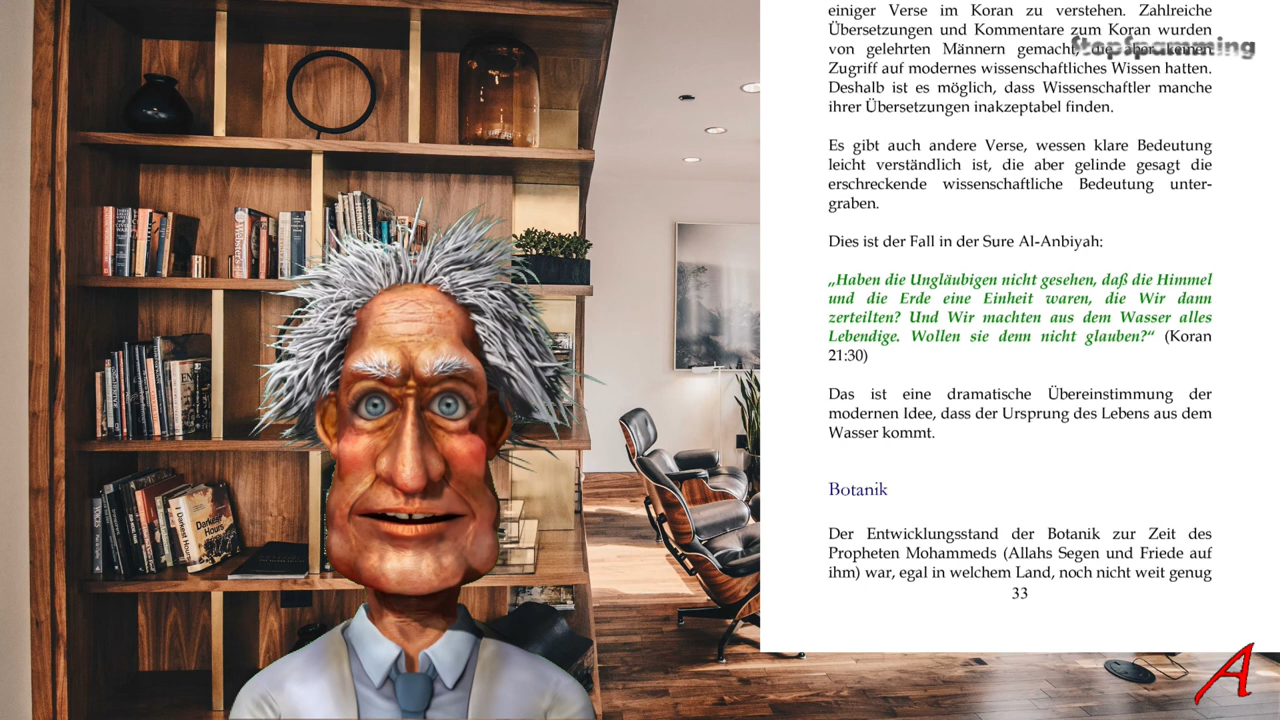 einiger Verse im Koran zu verstehen. Zahlreiche
Übersetzungen und Kommentare zum Koran wurden
von gelehrten Männern gemacht, die aber keinen
Stopfspamming
Zugriff auf modernes wissenschaftliches Wissen hatten.
Deshalb ist es möglich, dass Wissenschaftler manche
ihrer Übersetzungen inakzeptabel finden.
Es gibt auch andere Verse, wessen klare Bedeutung
leicht verständlich ist, die aber gelinde gesagt die
erschreckende wissenschaftliche Bedeutung unter-
graben.
Dies ist der Fall in der Sure Al-Anbiyah:
„Haben die Ungläubigen nicht gesehen, daß die Himmel
und die Erde eine Einheit waren, die Wir dann
zerteilten? Und Wir machten aus dem Wasser alles
Lebendige. Wollen sie denn nicht glauben?“ (Koran
21:30)
Das ist eine dramatische Übereinstimmung der
modernen Idee, dass der Ursprung des Lebens aus dem
Wasser kommt.
Botanik
Der Entwicklungsstand der Botanik zur Zeit des
Propheten Mohammeds (Allahs Segen und Friede auf
ihm) war, egal in welchem Land, noch nicht weit genug
33
Darkest
Hours
A